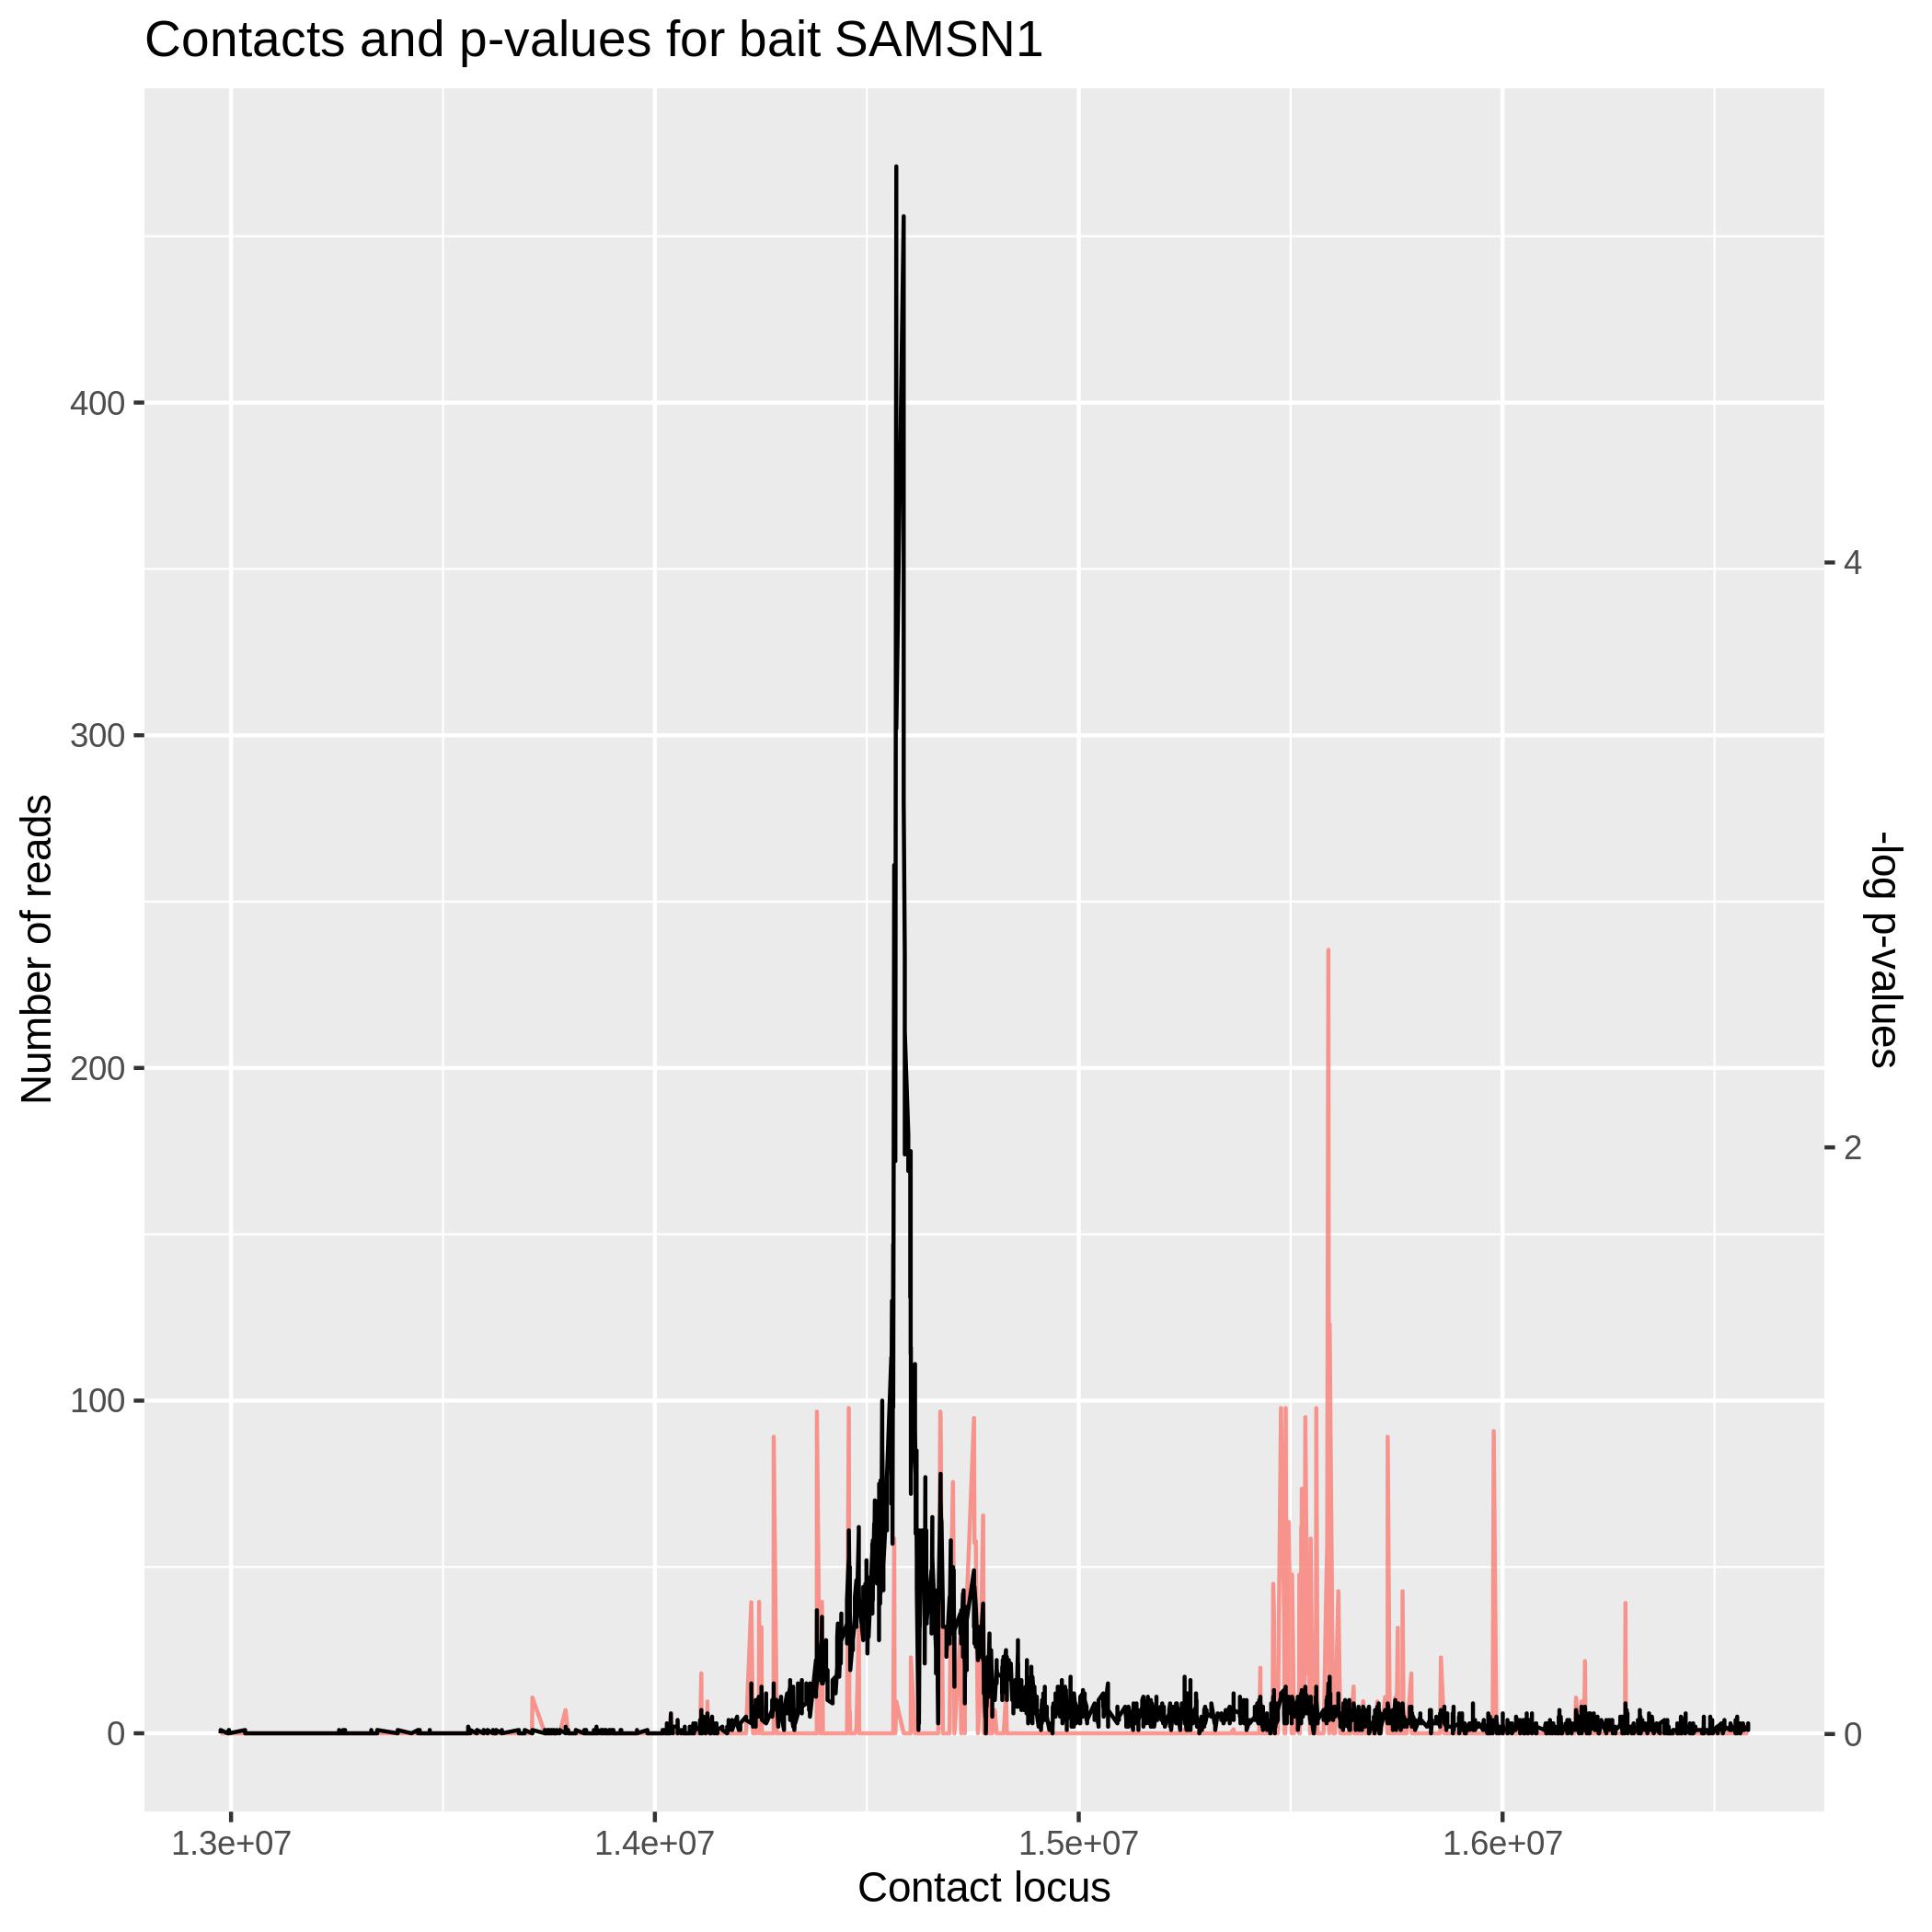 Contacts and p-values for bait SAMSN1
Number of reads
400
300
200
100
0
4
2
0
-log p-values
1.3e+07
1.4e+07
1.5e+07
1.6e+07
Contact locus